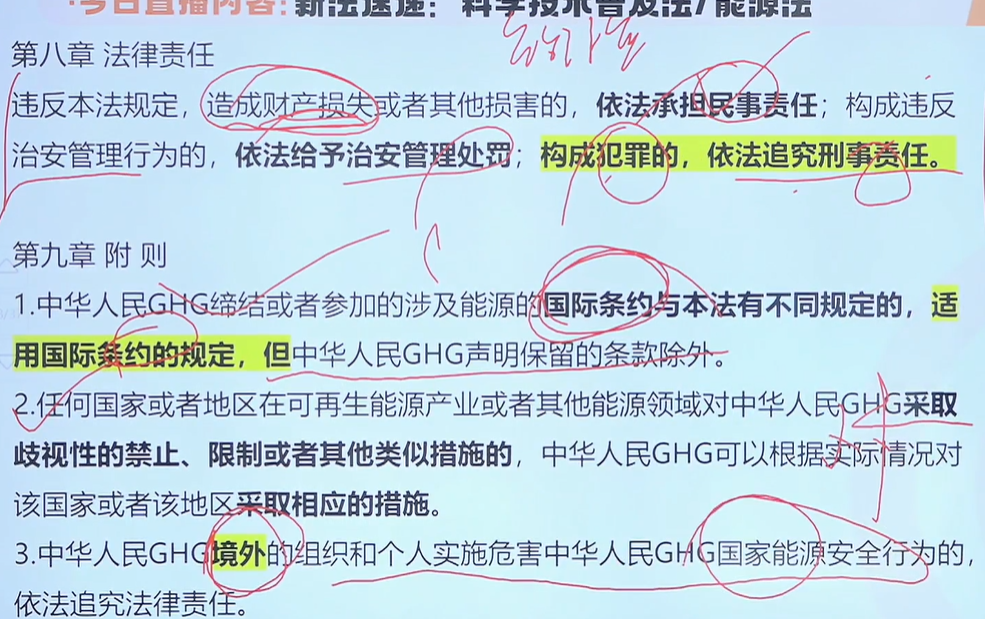 今日直播内容：新法速递：科学技术普及法/能源法
第八章 法律责任
违反本法规定，造成财产损失或者其他损害的，依法承担民事责任；构成违反
治安管理行为的，依法给予治安管理处罚；构成犯罪的，依法追究刑事责任。
第九章 附 则
1.中华人民GHG缔结或者参加的涉及能源的国际条约与本法有不同规定的，适
用国际条约的规定，但中华人民GHG声明保留的条款除外。
2.任何国家或者地区在可再生能源产业或者其他能源领域对中华人民GHG采取
歧视性的禁止、限制或者其他类似措施的，中华人民GHG可以根据实际情况对
该国家或者该地区采取相应的措施。
3.中华人民GHG境外的组织和个人实施危害中华人民GHG国家能源安全行为的，
依法追究法律责任。